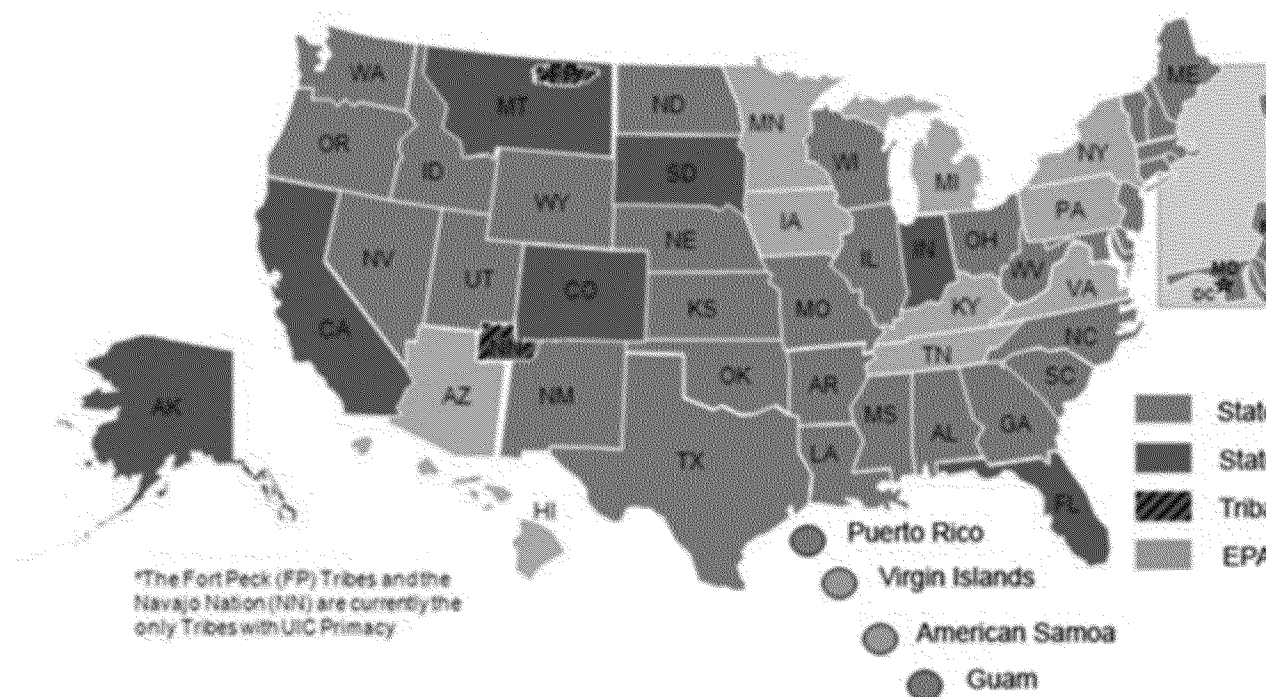 WA
MT
ND
MN
ME
OR
ID
SD
WI
MI
NY
WY
IA
PA
NV
UT
NE
IL
IN
OH
WV
VA
CO
KS
MO
KY
CA
NC
TN
AZ
NM
OK
AR
SC
AK
TX
MS
AL
GA
LA
FL
HI
MD
DC
State
State
Triba
EPA
Puerto Rico
Virgin Islands
American Samoa
Guam
*The Fort Peck (FP) Tribes and the
Navajo Nation (NN) are currently the
only Tribes with UIC Primacy